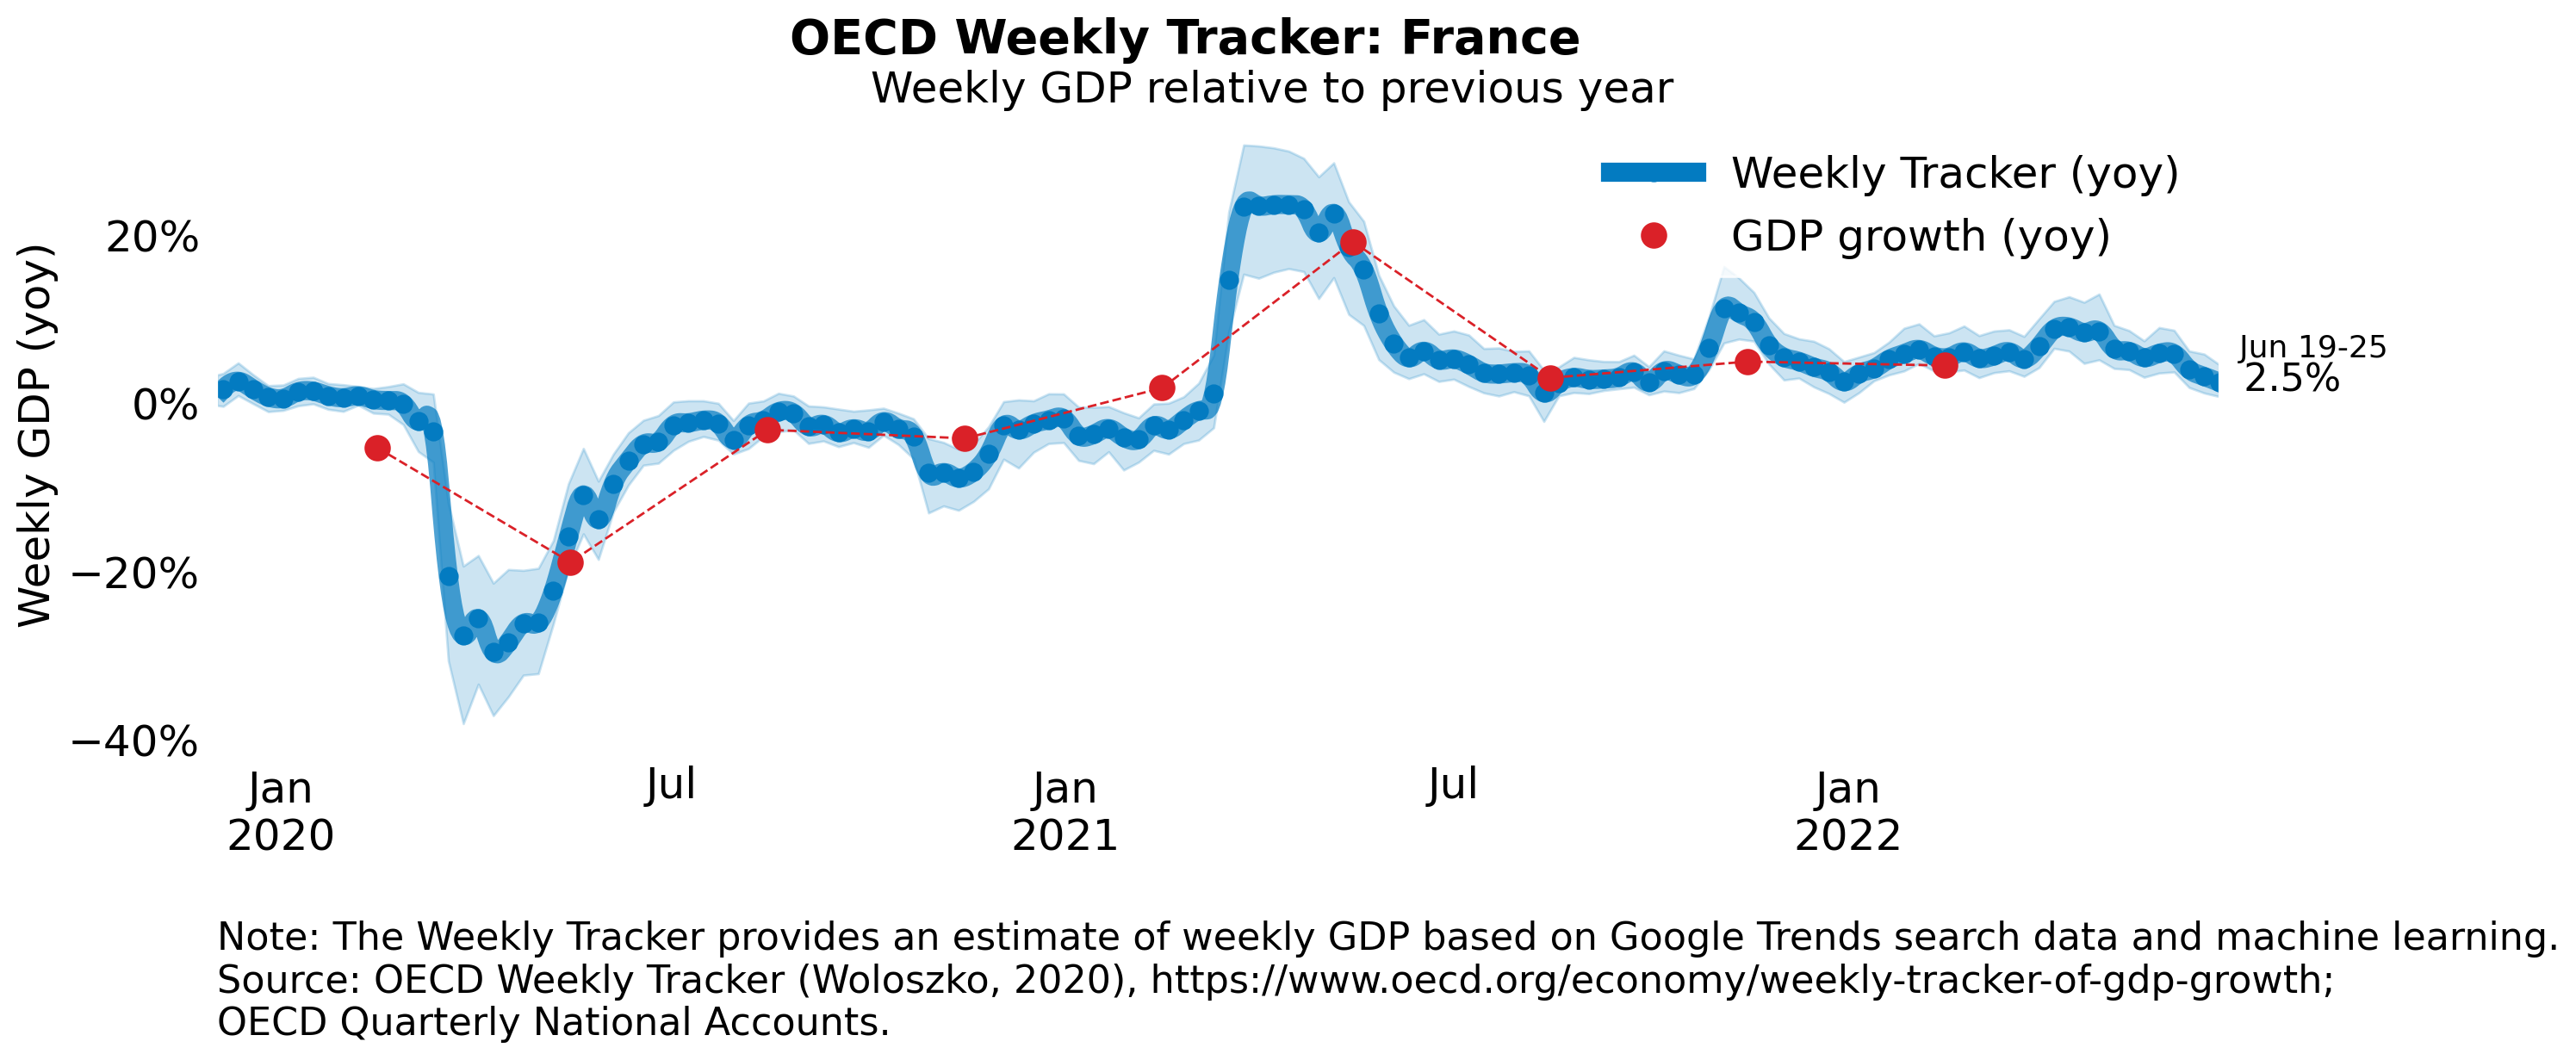 OECD Weekly Tracker: France
Weekly GDP relative to previous year
Weekly Tracker (yoy)
GDP growth (yoy)
Weekly GDP (yoy)
20%
0%
−20%
−40%
Jun 19-25
2.5%
Jan
2020
Jul
Jan
2021
Jul
Jan
2022
Note: The Weekly Tracker provides an estimate of weekly GDP based on Google Trends search data and machine learning.
Source: OECD Weekly Tracker (Woloszko, 2020), https://www.oecd.org/economy/weekly-tracker-of-gdp-growth;
OECD Quarterly National Accounts.